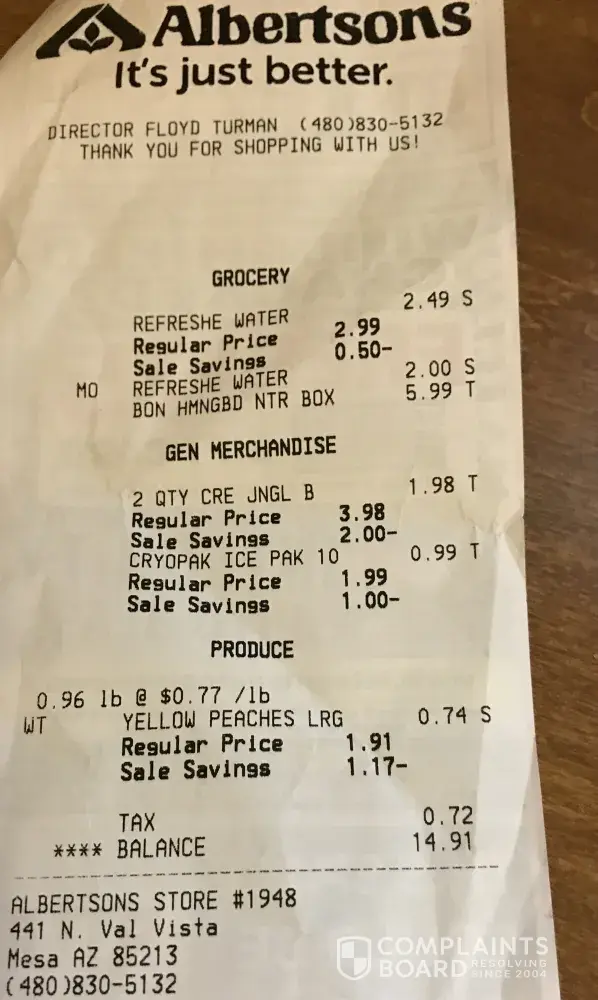 Albertsons
It's just better.
DIRECTOR FLOYD TURMAN (480)830-5132
THANK YOU FOR SHOPPING WITH US!
GROCERY
REFRESHE WATER 2.49 S
Regular Price 2.99
Sale Savings 0.50-
MO REFRESHE WATER 2.00 S
BON HMNGBD NTR BOX 5.99 T
GEN MERCHANDISE
2 QTY CRE JNGL B 1.98 T
Regular Price 3.98
Sale Savings 2.00-
CRYOPAK ICE PAK 10 0.99 T
Regular Price 1.99
Sale Savings 1.00-
PRODUCE
0.96 lb @ $0.77 /lb
WT YELLOW PEACHES LRG 0.74 S
Regular Price 1.91
Sale Savings 1.17-
TAX 0.72
**** BALANCE 14.91
ALBERTSONS STORE #1948
441 N. Val Vista
Mesa AZ 85213
(480)830-5132
COMPLAINTS
BOARD RESOLVING SINCE 2004